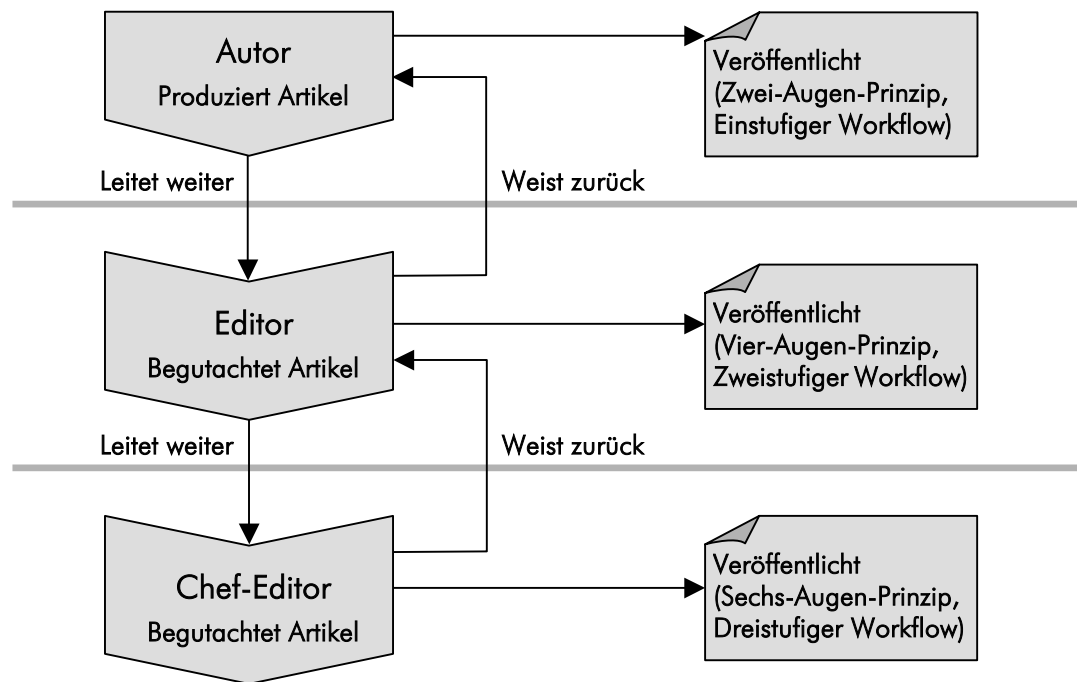 Autor
Produziert Artikel
Veröffentlicht
(Zwei-Augen-Prinzip,
Einstufiger Workflow)
Leitet weiter
Weist zurück
Editor
Begutachtet Artikel
Veröffentlicht
(Vier-Augen-Prinzip,
Zweistufiger Workflow)
Leitet weiter
Weist zurück
Chef-Editor
Begutachtet Artikel
Veröffentlicht
(Sechs-Augen-Prinzip,
Dreistufiger Workflow)